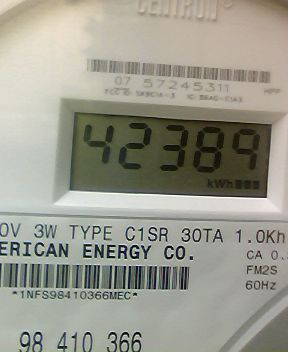 CENTRON
07 57245311
HPP
42389
kWh
0V 3W TYPE C1SR 30TA 1.0Kh
ERICAN ENERGY CO.
CA 0.
FM2S
60Hz
*1NFS98410366MEC*
98 410 366